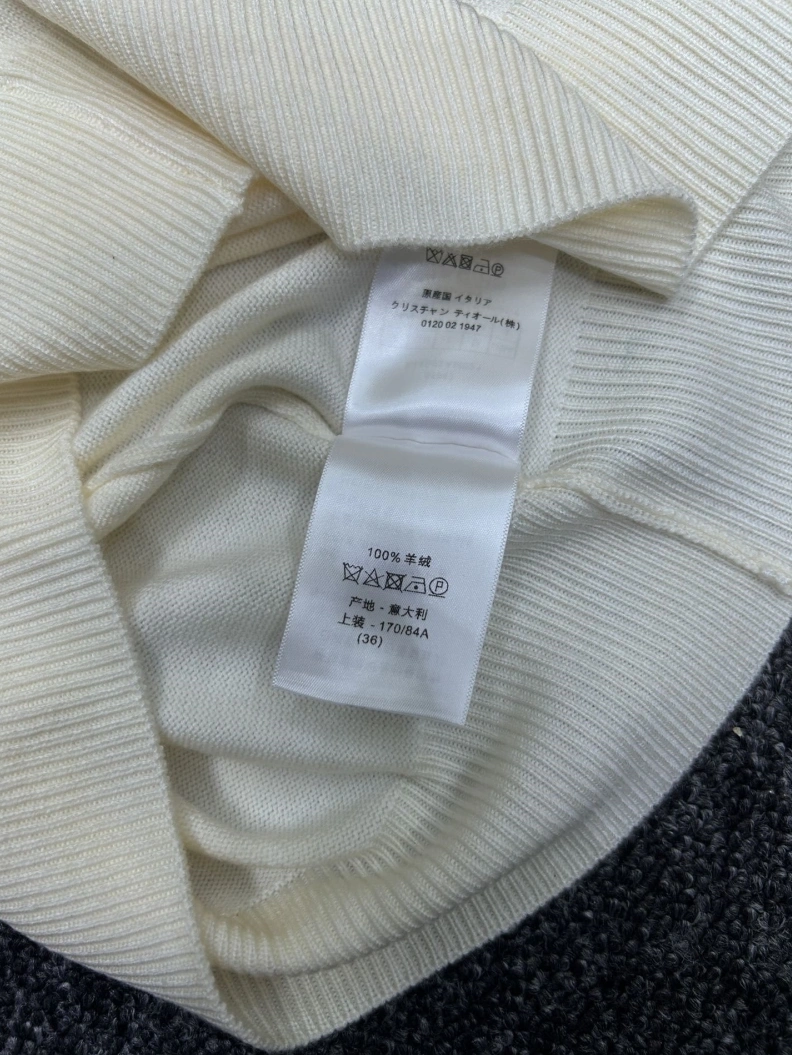 原産国 イタリア
クリスチャン ディオール(株)
0120 02 1947
100% 羊绒
产地 - 意大利
上装 - 170/84A
(36)